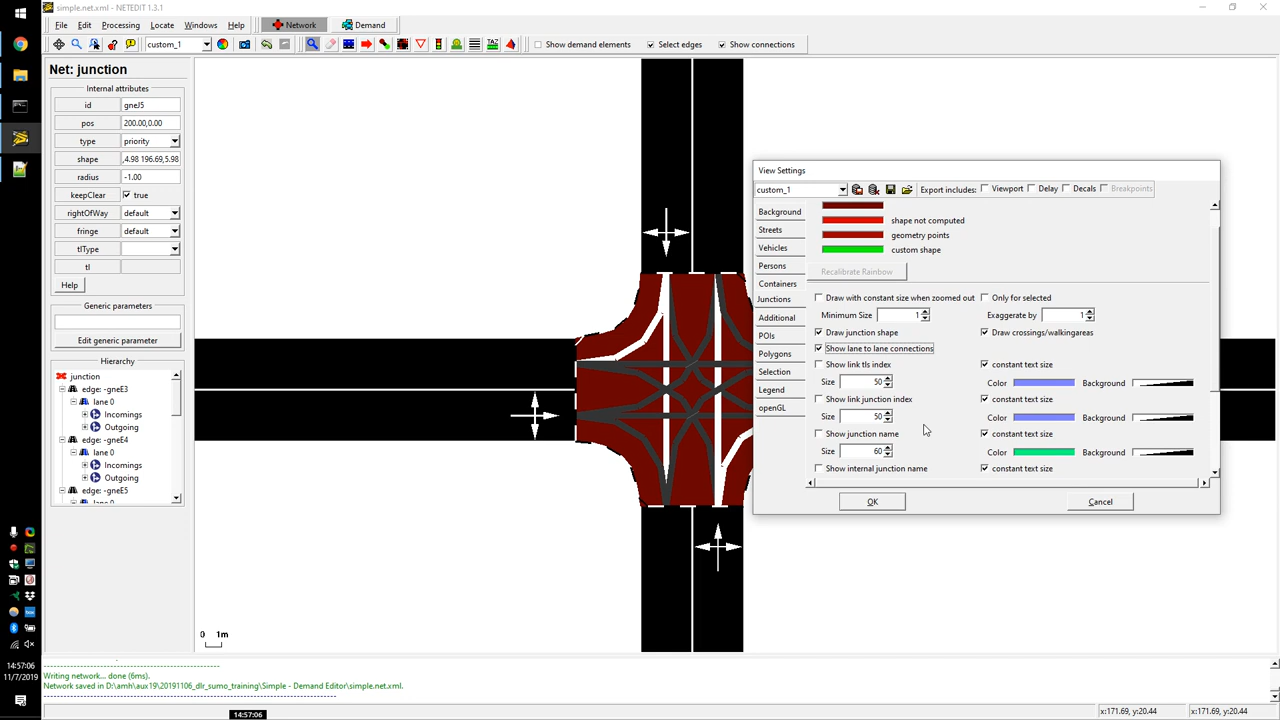 simple.net.xml - NETEDIT 1.3.1
File Edit Processing Locate Windows Help Network Demand
custom_1 Show demand elements Select edges Show connections
Net: junction
Internal attributes
id gneJ5
pos 200.00,0.00
type priority
shape ,4.98 196.69,5.98
radius -1.00
keepClear true
rightOfWay default
fringe default
tlType
tl
Help
Generic parameters
Edit generic parameter
Hierarchy
junction
edge: -gneE3
lane 0
Incomings
Outgoing
edge: -gneE4
lane 0
Incomings
Outgoing
edge: -gneE5
View Settings
custom_1 Export includes: Viewport Delay Decals Breakpoints
Background
Streets
Vehicles
Persons
Containers
Junctions
Additional
POIs
Polygons
Selection
Legend
openGL
shape not computed
geometry points
custom shape
Recalibrate Rainbow
Draw with constant size when zoomed out Only for selected
Minimum Size 1 Exaggerate by 1
Draw junction shape Draw crossings/walkingareas
Show lane to lane connections
Show link tls index constant text size
Size 50 Color Background
Show link junction index constant text size
Size 50 Color Background
Show junction name constant text size
Size 60 Color Background
Show internal junction name constant text size
OK Cancel
0 1m
Writing network... done (6ms).
Network saved in D:\amh\aux19\20191106_dlr_sumo_training\Simple - Demand Editor\simple.net.xml.
14:57:06
11/7/2019
14:57:06
x:171.69, y:20.44 x:171.69, y:20.44